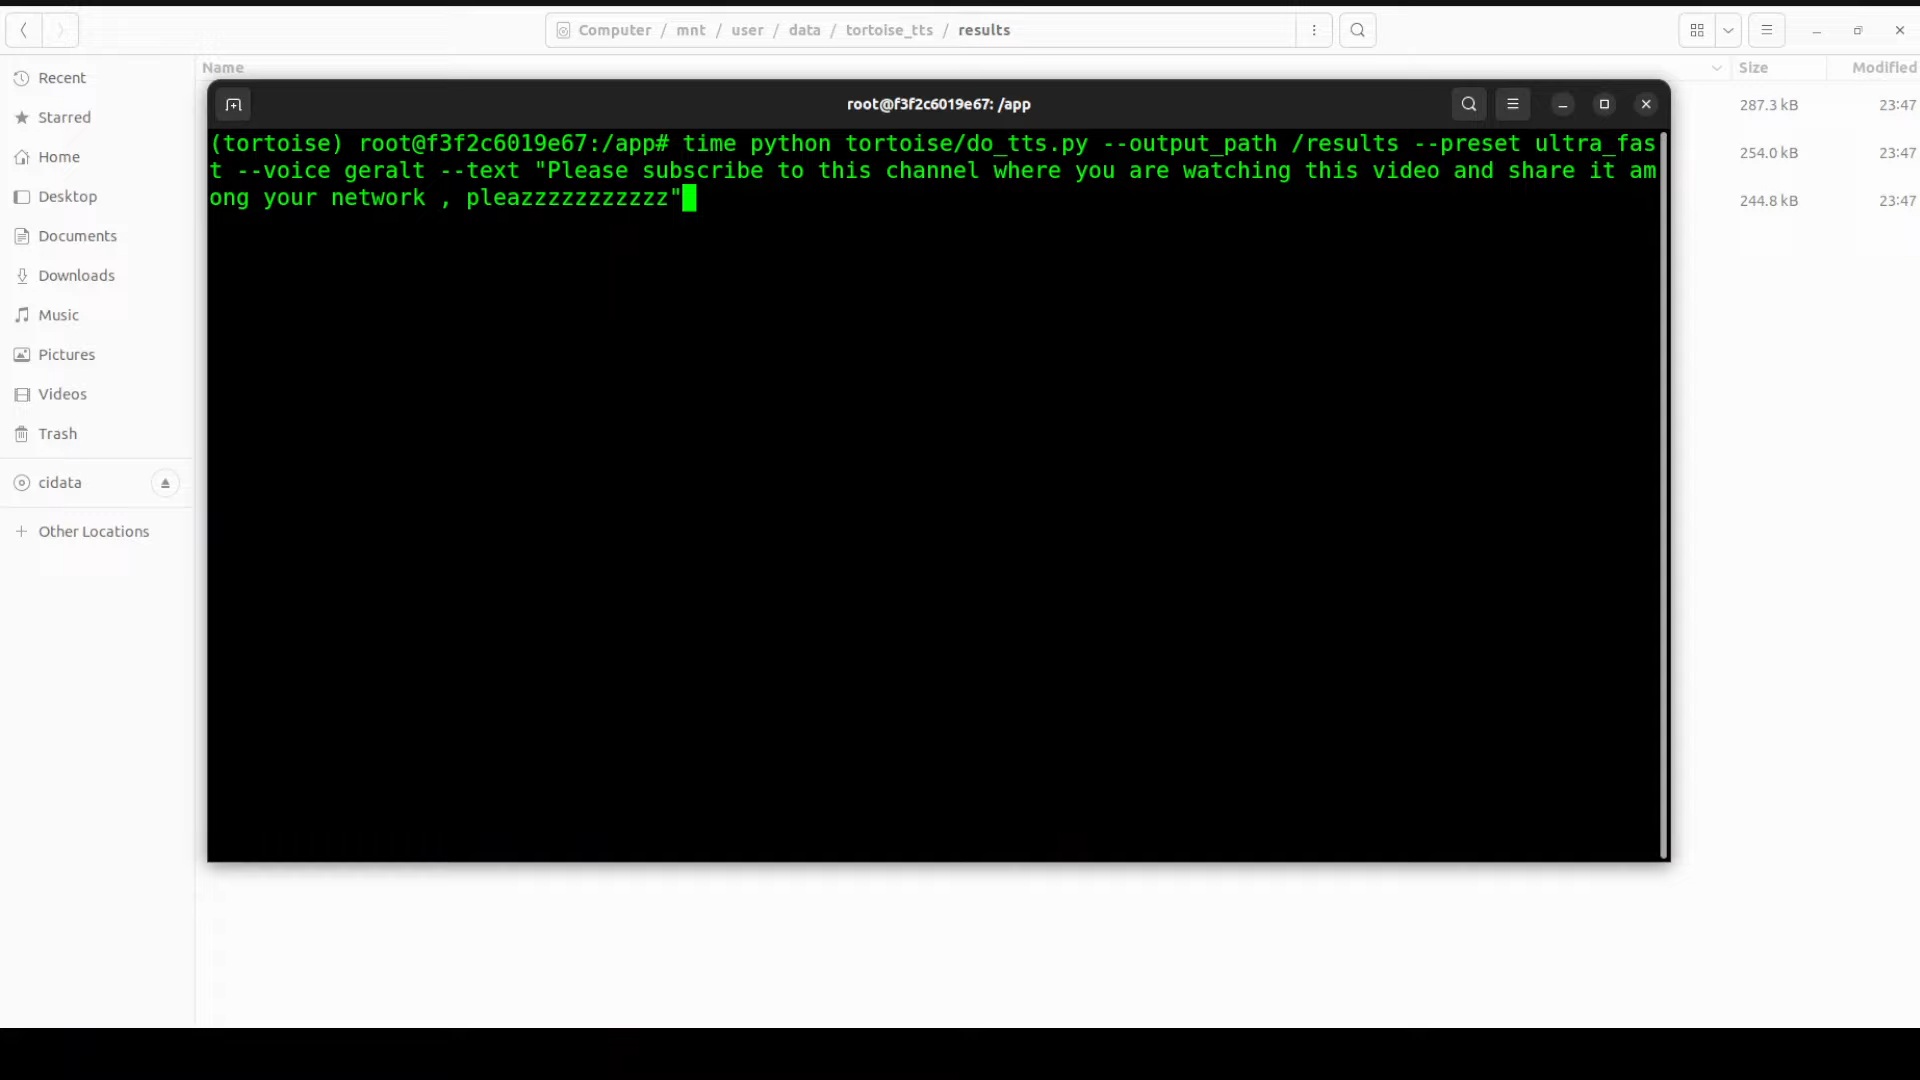 Computer / mnt / user / data / tortoise_tts / results
Name Size Modified
Recent
Starred
Home
Desktop
Documents
Downloads
Music
Pictures
Videos
Trash
cidata
+ Other Locations
root@f3f2c6019e67: /app
(tortoise) root@f3f2c6019e67:/app# time python tortoise/do_tts.py --output_path /results --preset ultra_fas
t --voice geralt --text "Please subscribe to this channel where you are watching this video and share it am
ong your network , pleazzzzzzzzzzz"
287.3 kB 23:47
254.0 kB 23:47
244.8 kB 23:47